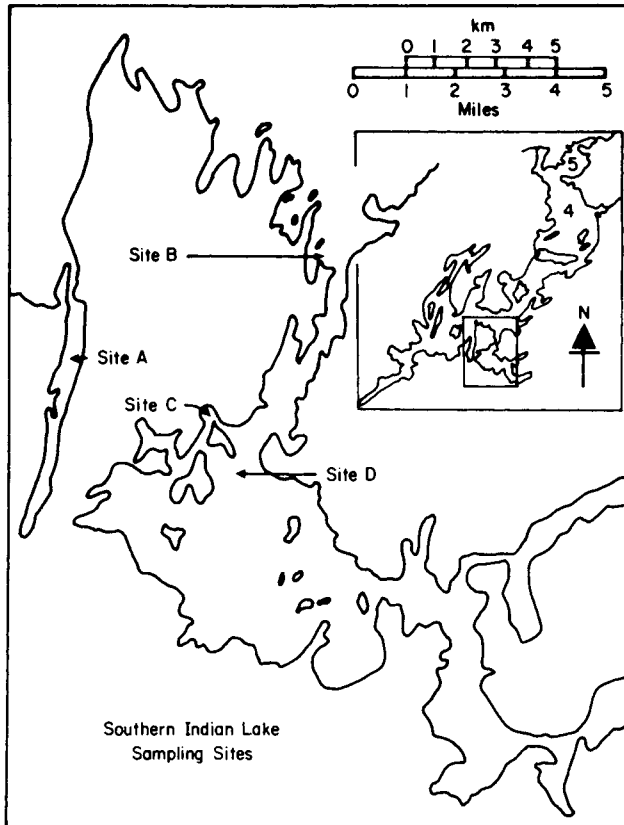 km
0 1 2 3 4 5
0 1 2 3 4 5
Miles
5
4
N
Site B
Site A
Site C
Site D
Southern Indian Lake
Sampling Sites